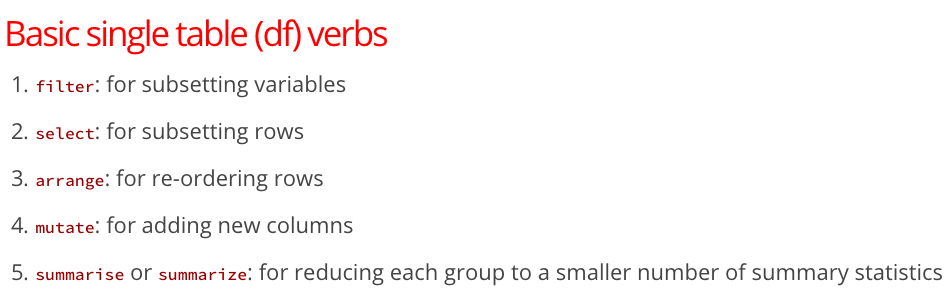 Basic single table (df) verbs
1. filter: for subsetting variables
2. select: for subsetting rows
3. arrange: for re-ordering rows
4. mutate: for adding new columns
5. summarise or summarize: for reducing each group to a smaller number of summary statistics